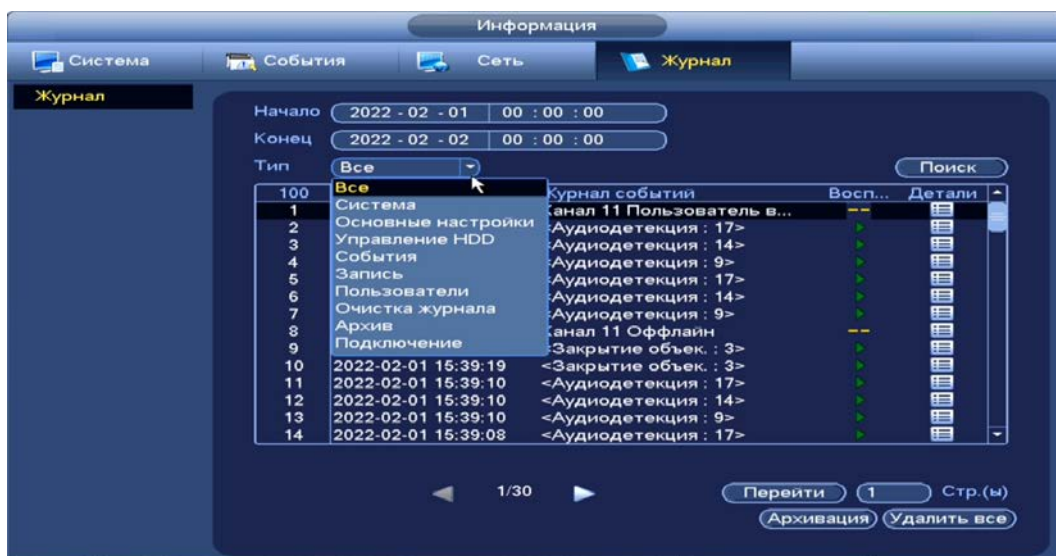 Информация
Система События Сеть Журнал
Журнал
Начало 2022 - 02 - 01 00 : 00 : 00
Конец 2022 - 02 - 02 00 : 00 : 00
Тип Все Поиск
100 Журнал событий Восп... Детали
Все
Система
Основные настройки
Управление HDD
События
Запись
Пользователи
Очистка журнала
Архив
Подключение
1 анал 11 Пользователь в... --
2 <Аудиодетекция : 17>
3 <Аудиодетекция : 14>
4 <Аудиодетекция : 9>
5 <Аудиодетекция : 17>
6 <Аудиодетекция : 14>
7 <Аудиодетекция : 9>
8 анал 11 Оффлайн --
9 <Закрытие объек. : 3>
10 2022-02-01 15:39:19 <Закрытие объек. : 3>
11 2022-02-01 15:39:10 <Аудиодетекция : 17>
12 2022-02-01 15:39:10 <Аудиодетекция : 14>
13 2022-02-01 15:39:10 <Аудиодетекция : 9>
14 2022-02-01 15:39:08 <Аудиодетекция : 17>
1/30 Перейти 1 Стр.(ы)
Архивация Удалить все